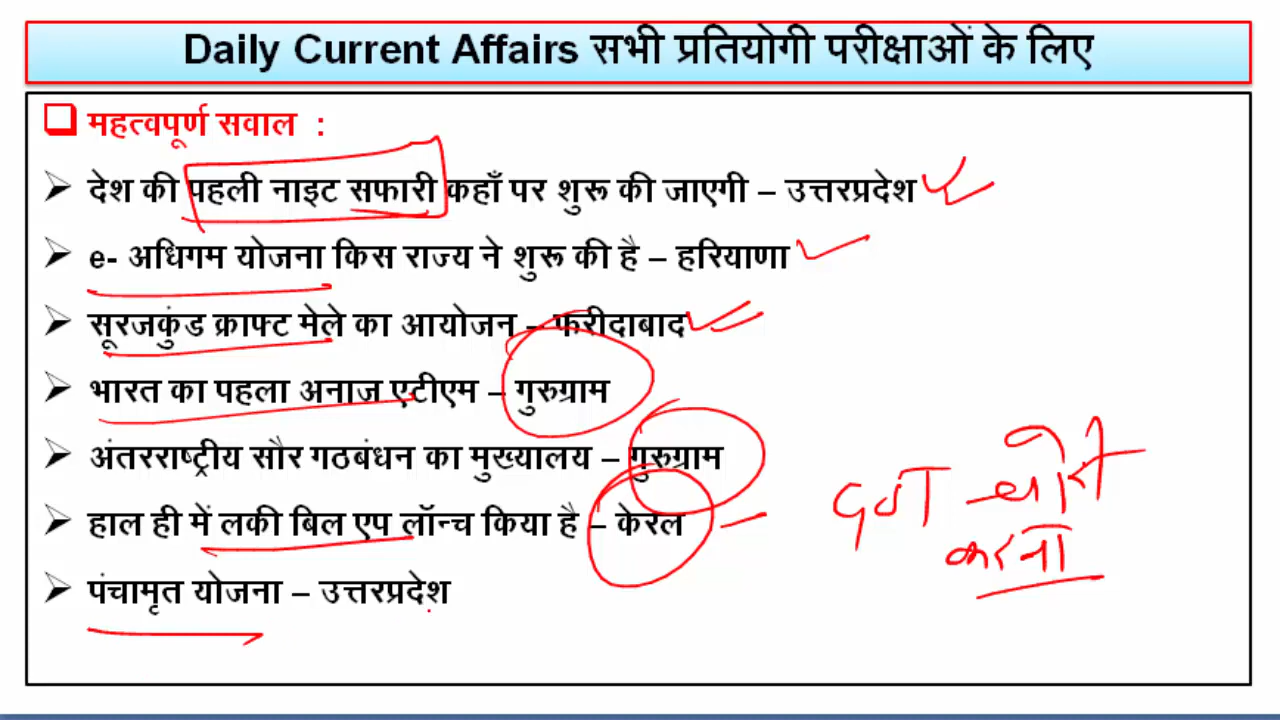 Daily Current Affairs सभी प्रतियोगी परीक्षाओं के लिए
महत्वपूर्ण सवाल :
देश की पहली नाइट सफारी कहाँ पर शुरू की जाएगी – उत्तरप्रदेश
e- अधिगम योजना किस राज्य ने शुरू की है – हरियाणा
सूरजकुंड क्राफ्ट मेले का आयोजन – फरीदाबाद
भारत का पहला अनाज एटीएम – गुरुग्राम
अंतरराष्ट्रीय सौर गठबंधन का मुख्यालय – गुरुग्राम
हाल ही में लकी बिल एप लॉन्च किया है – केरल
पंचामृत योजना – उत्तरप्रदेश
चोरी
करना